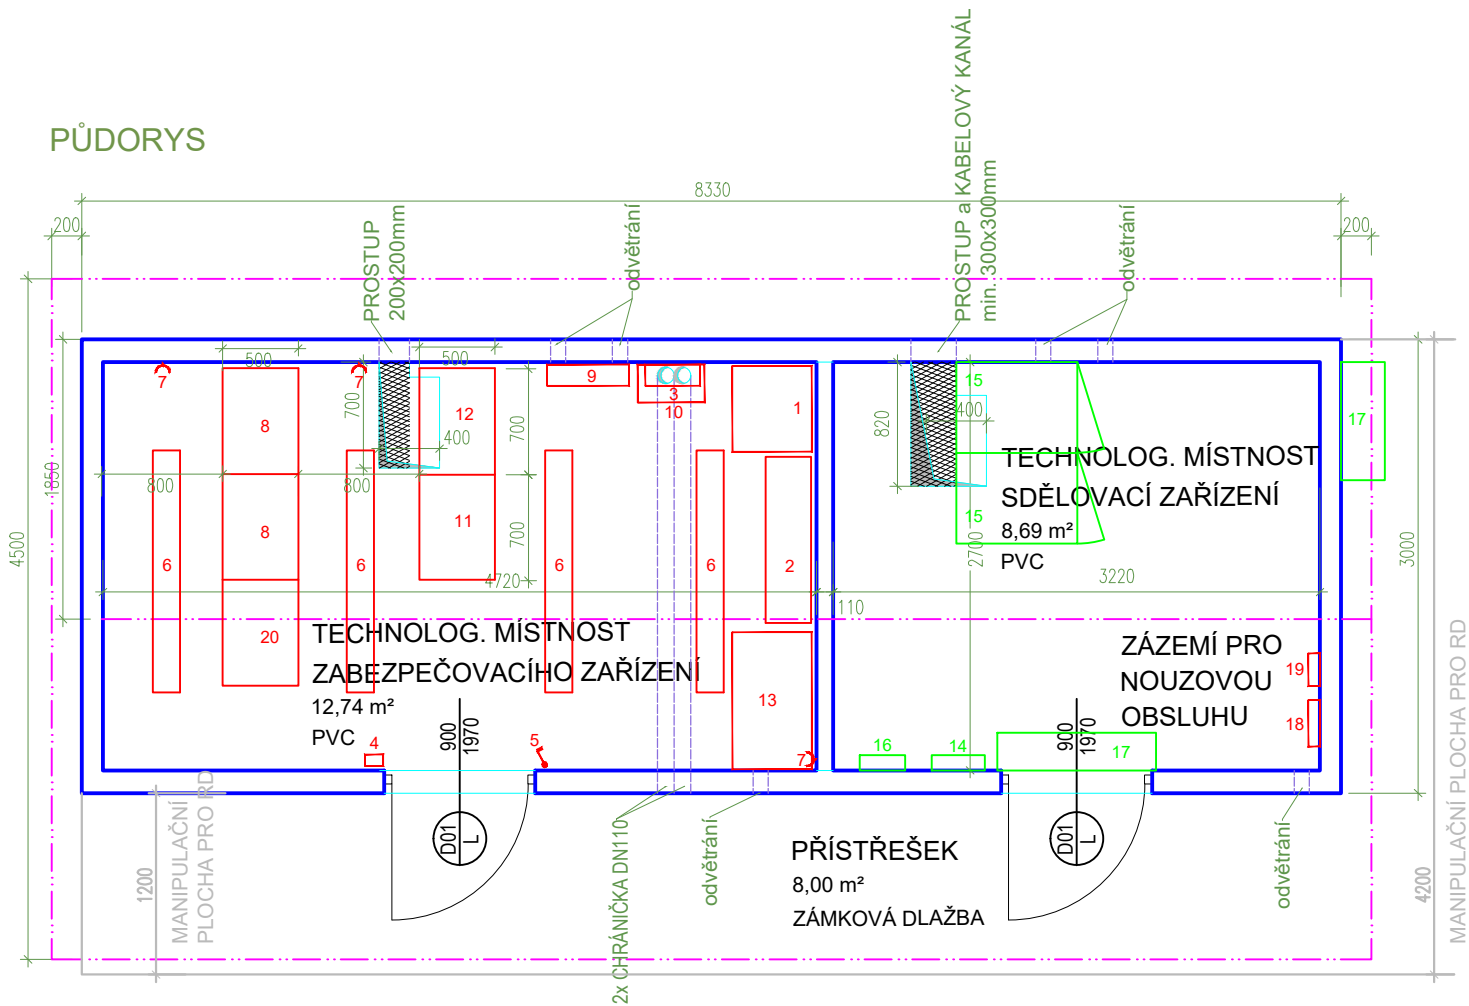 PŮDORYS
8330
200
200
PROSTUP
200x200mm
odvětrání
PROSTUP a KABELOVÝ KANÁL
min.300x300mm
odvětrání
500
500
7
7
9
3
10
1
15
17
8
12
700
400
700
820
400
1850
800
800
TECHNOLOG. MÍSTNOST
SDĚLOVACÍ ZAŘÍZENÍ
8,69 m²
PVC
8
11
700
15
4500
2700
3000
6
6
6
6
2
4720
3220
110
20
TECHNOLOG. MÍSTNOST
ZABEZPEČOVACÍHO ZAŘÍZENÍ
12,74 m²
PVC
13
ZÁZEMÍ PRO
NOUZOVOU
OBSLUHU
19
18
4
5
7
16
14
17
900
1970
900
1970
D01
L
D01
L
MANIPULAČNÍ
PLOCHA PRO RD
1200
2x CHRÁNIČKA DN110
odvětrání
PŘÍSTŘEŠEK
8,00 m²
ZÁMKOVÁ DLAŽBA
odvětrání
4200
MANIPULAČNÍ PLOCHA PRO RD